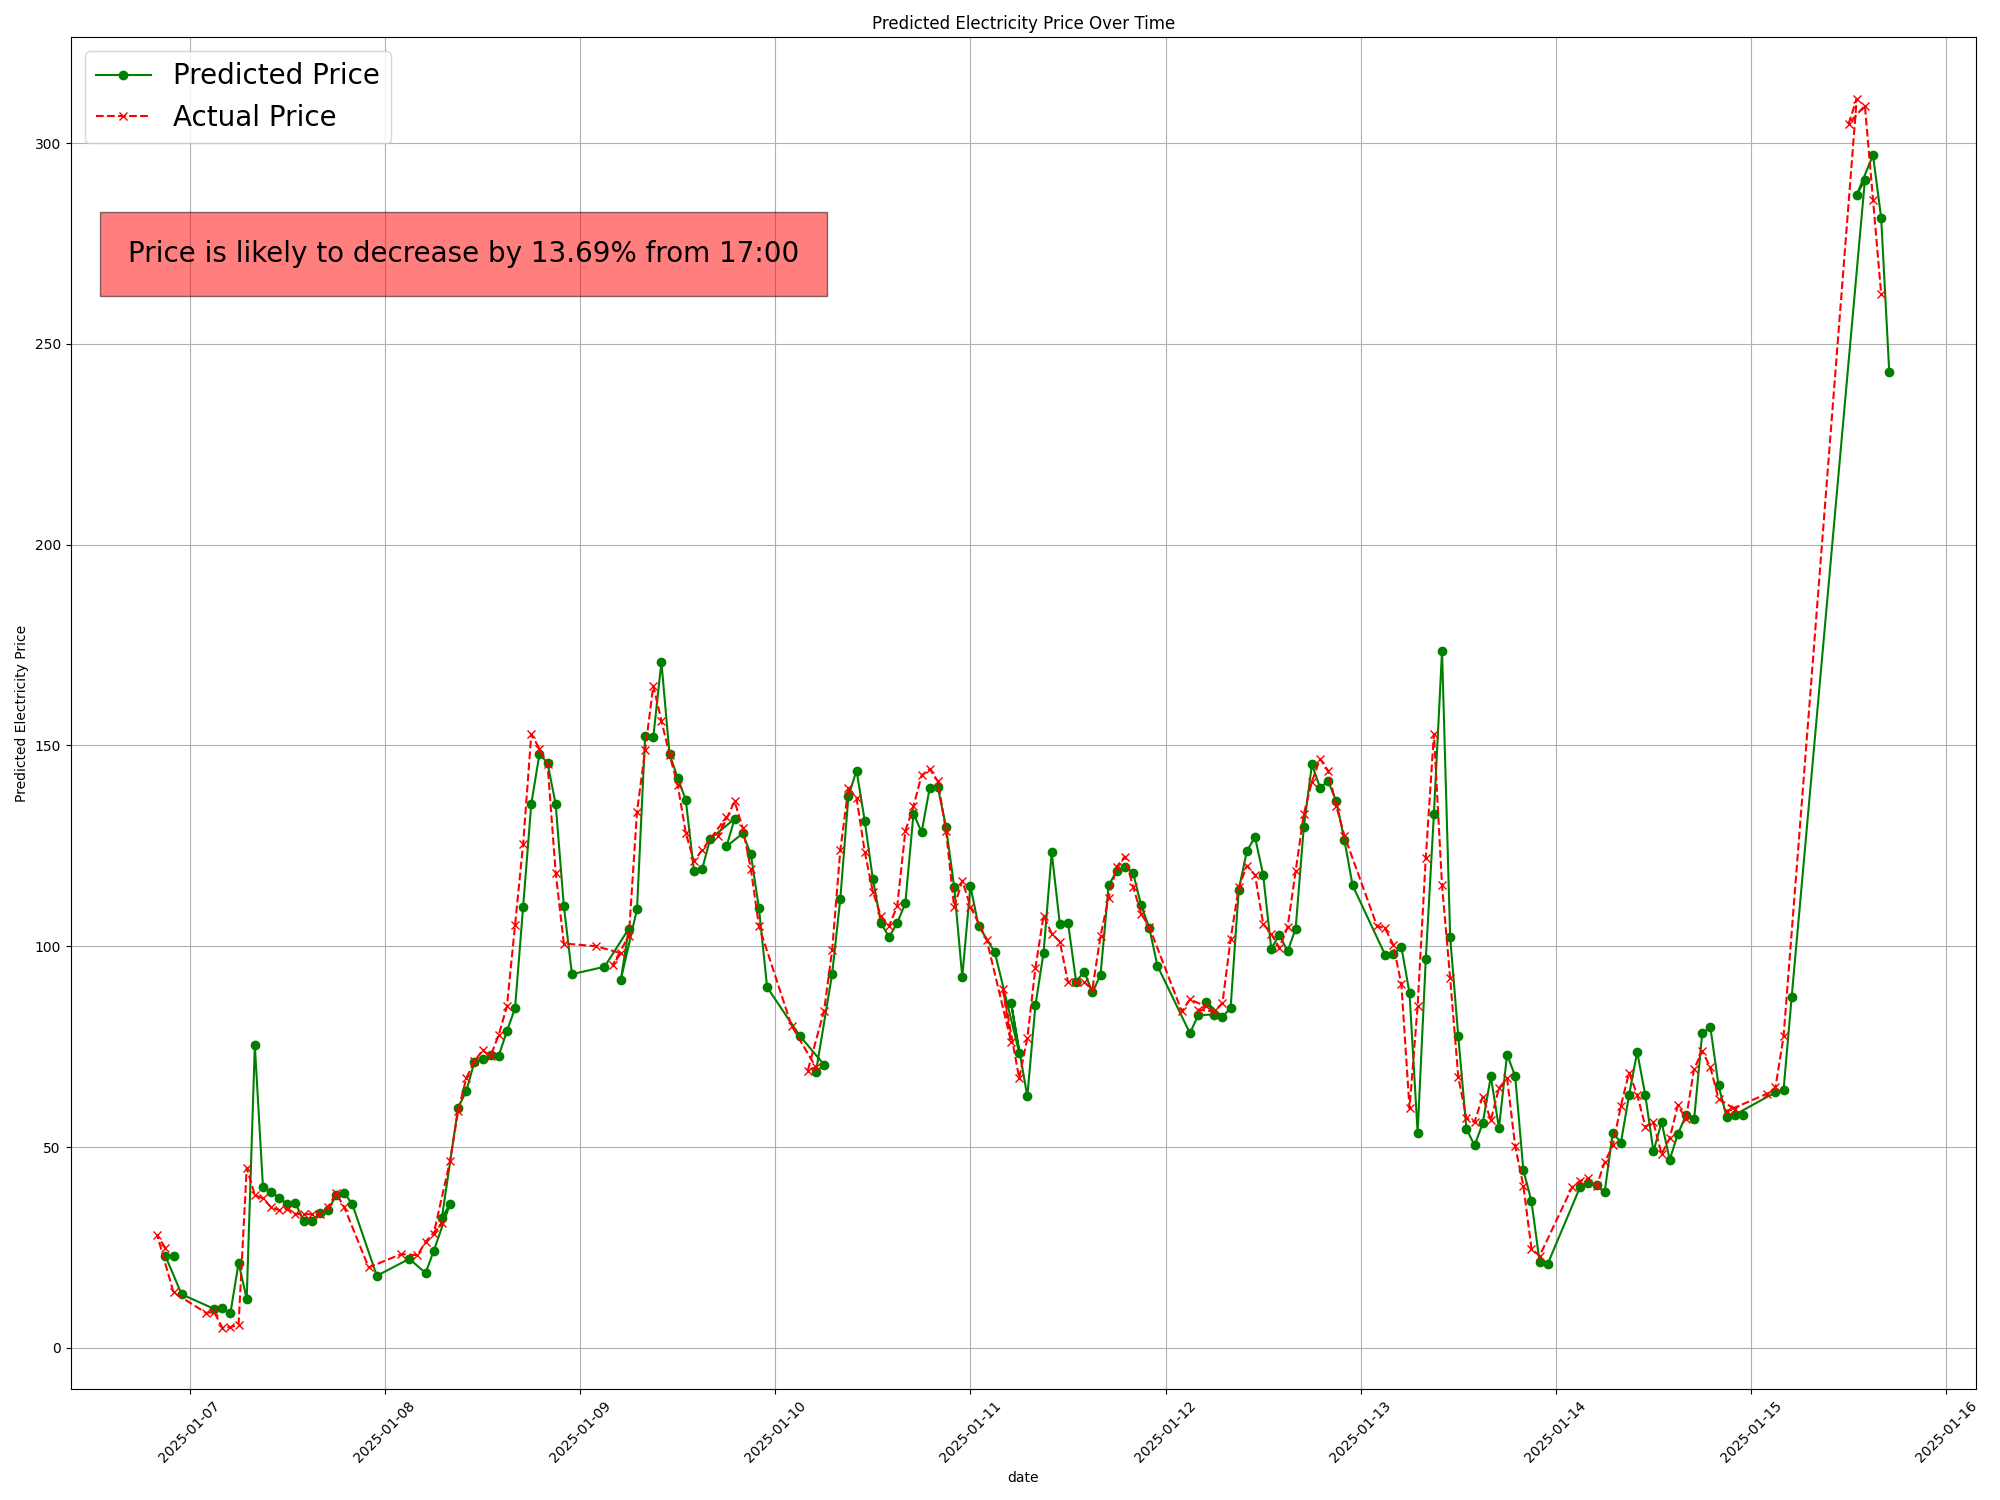 Predicted Electricity Price Over Time
Predicted Price
Actual Price
Price is likely to decrease by 13.69% from 17:00
Predicted Electricity Price
300
250
200
150
100
50
0
2025-01-07
2025-01-08
2025-01-09
2025-01-10
2025-01-11
2025-01-12
2025-01-13
2025-01-14
2025-01-15
2025-01-16
date